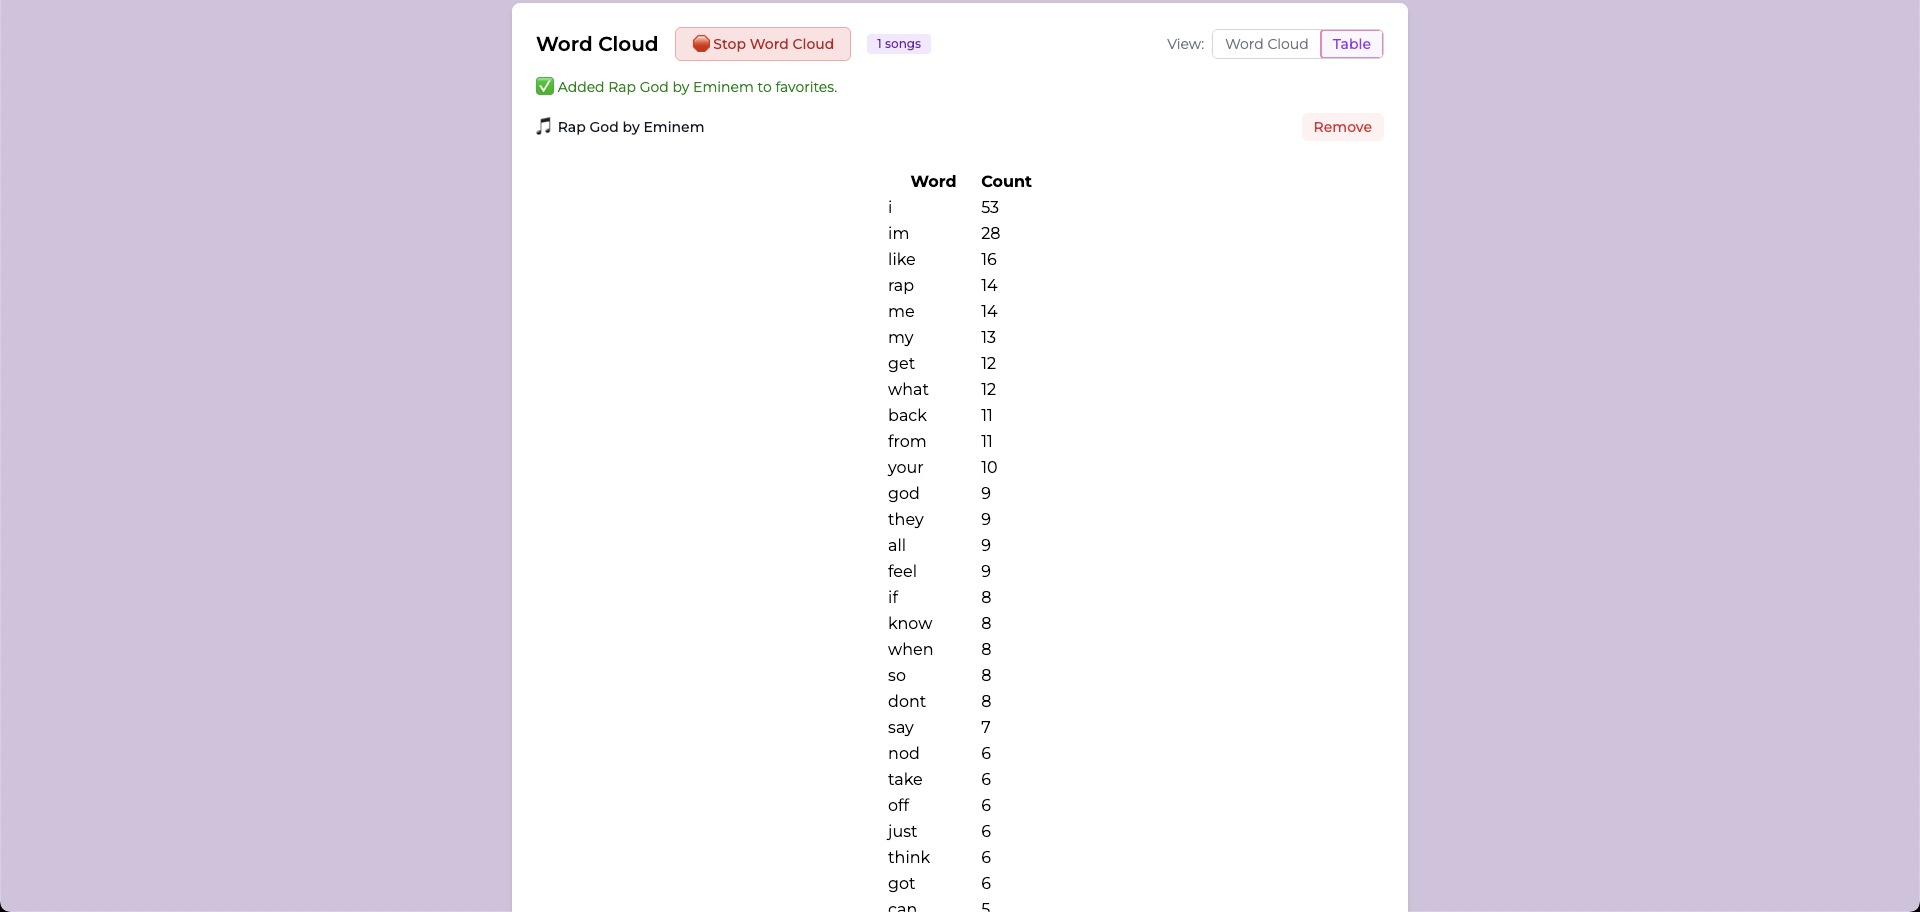 Word Cloud Stop Word Cloud 1 songs View: Word Cloud Table
Added Rap God by Eminem to favorites.
Rap God by Eminem Remove
Word Count
i 53
im 28
like 16
rap 14
me 14
my 13
get 12
what 12
back 11
from 11
your 10
god 9
they 9
all 9
feel 9
if 8
know 8
when 8
so 8
dont 8
say 7
nod 6
take 6
off 6
just 6
think 6
got 6
can 5